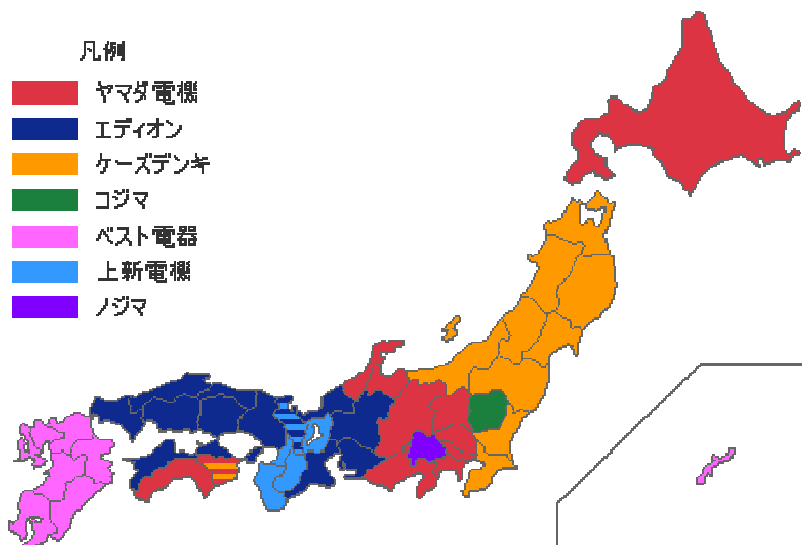 凡例
ヤマダ電機
エディオン
ケーズデンキ
コジマ
ベスト電器
上新電機
ノジマ